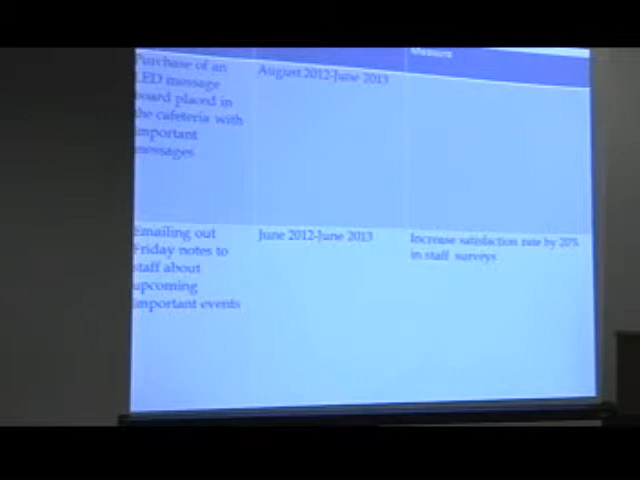 Measure
Purchase of an
LED message
board placed in
the cafeteria with
important
messages
August 2012-June 2013
Emailing out
Friday notes to
staff about
upcoming
important events
June 2012-June 2013
Increase satisfaction rate by 20%
in staff surveys